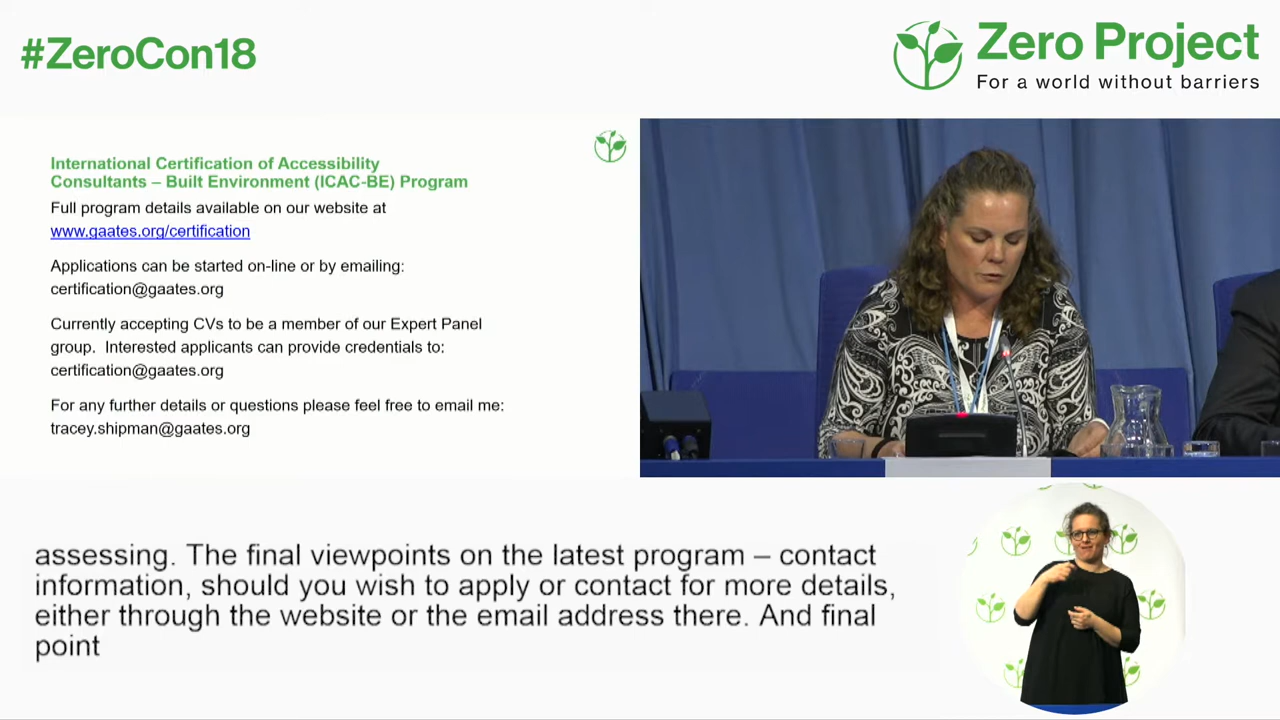 #ZeroCon18
Zero Project
For a world without barriers
International Certification of Accessibility
Consultants – Built Environment (ICAC-BE) Program
Full program details available on our website at
www.gaates.org/certification
Applications can be started on-line or by emailing:
certification@gaates.org
Currently accepting CVs to be a member of our Expert Panel
group.  Interested applicants can provide credentials to:
certification@gaates.org
For any further details or questions please feel free to email me:
tracey.shipman@gaates.org
assessing. The final viewpoints on the latest program – contact
information, should you wish to apply or contact for more details,
either through the website or the email address there. And final
point